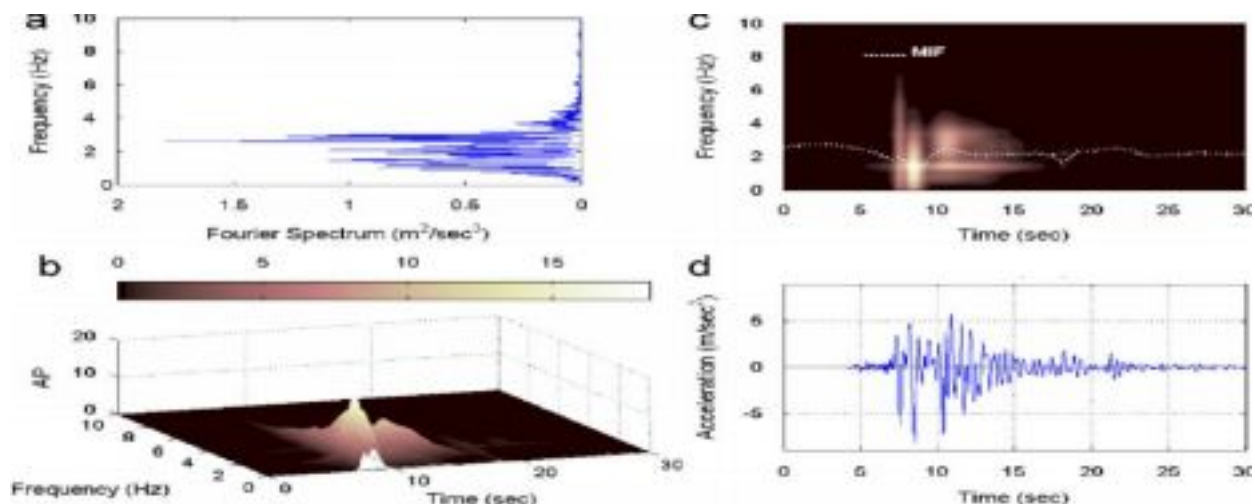 a
10
8
6
4
2
0
Frequency (Hz)
2 1.5 1 0.5 0
Fourier Spectrum (m²/sec³)
c
10
8
6
4
2
0
Frequency (Hz)
MIF
0 5 10 15 20 25 30
Time (sec)
b
0 5 10 15
20
10
0
AP
10 8 6 4 2 0
Frequency (Hz)
0 10 20 30
Time (sec)
d
5
0
-5
Acceleration (m/sec²)
0 5 10 15 20 25 30
Time (sec)